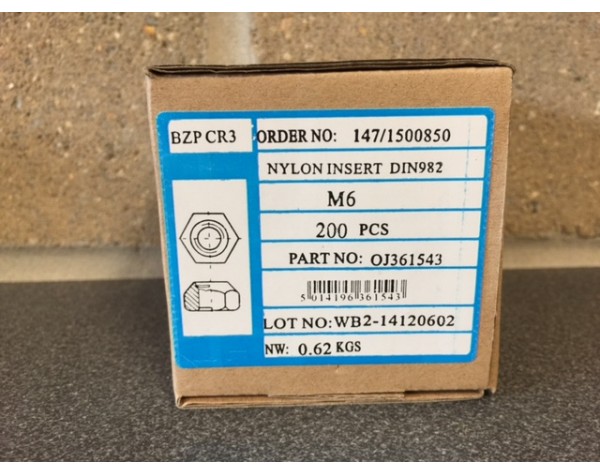 BZP CR3
ORDER NO: 147/1500850
NYLON INSERT DIN982
M6
200 PCS
PART NO: OJ361543
5 014196 361543
LOT NO:WB2-14120602
NW: 0.62 KGS